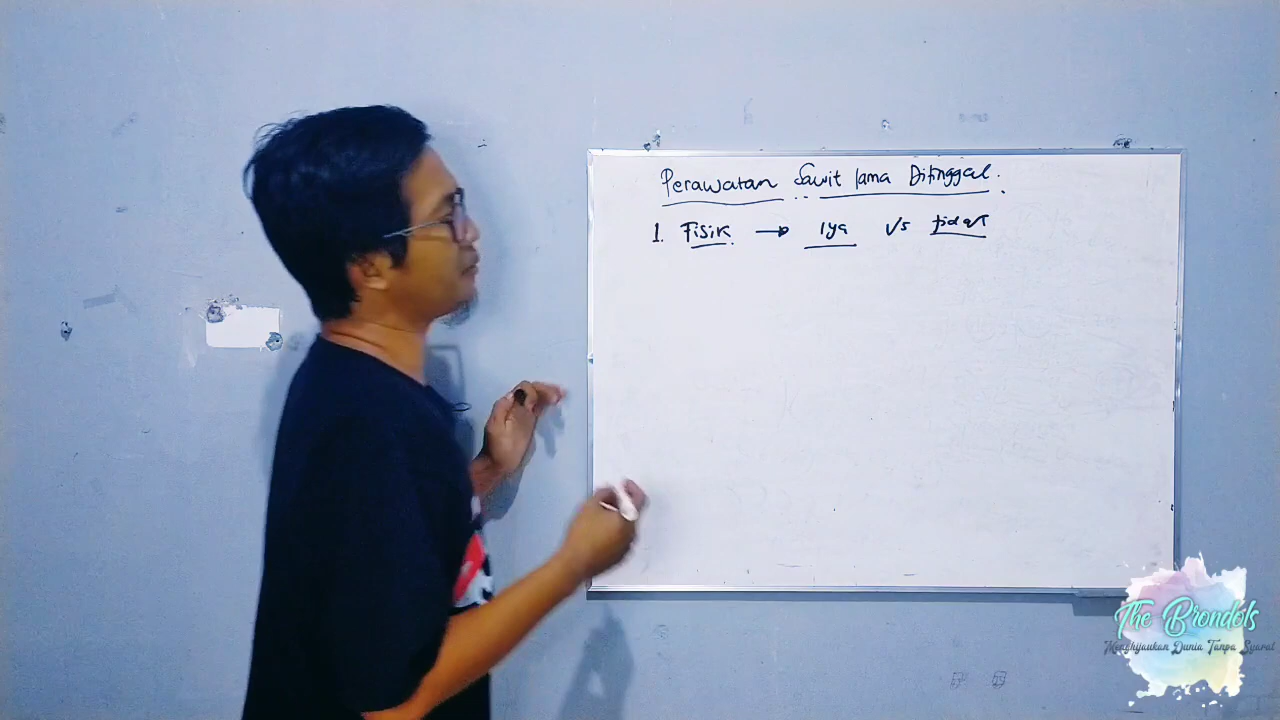 Perawatan Sawit lama Ditinggal.
1. Fisik → Iya Vs tidak
The Brondols
Menghijaukan Dunia Tanpa Syarat